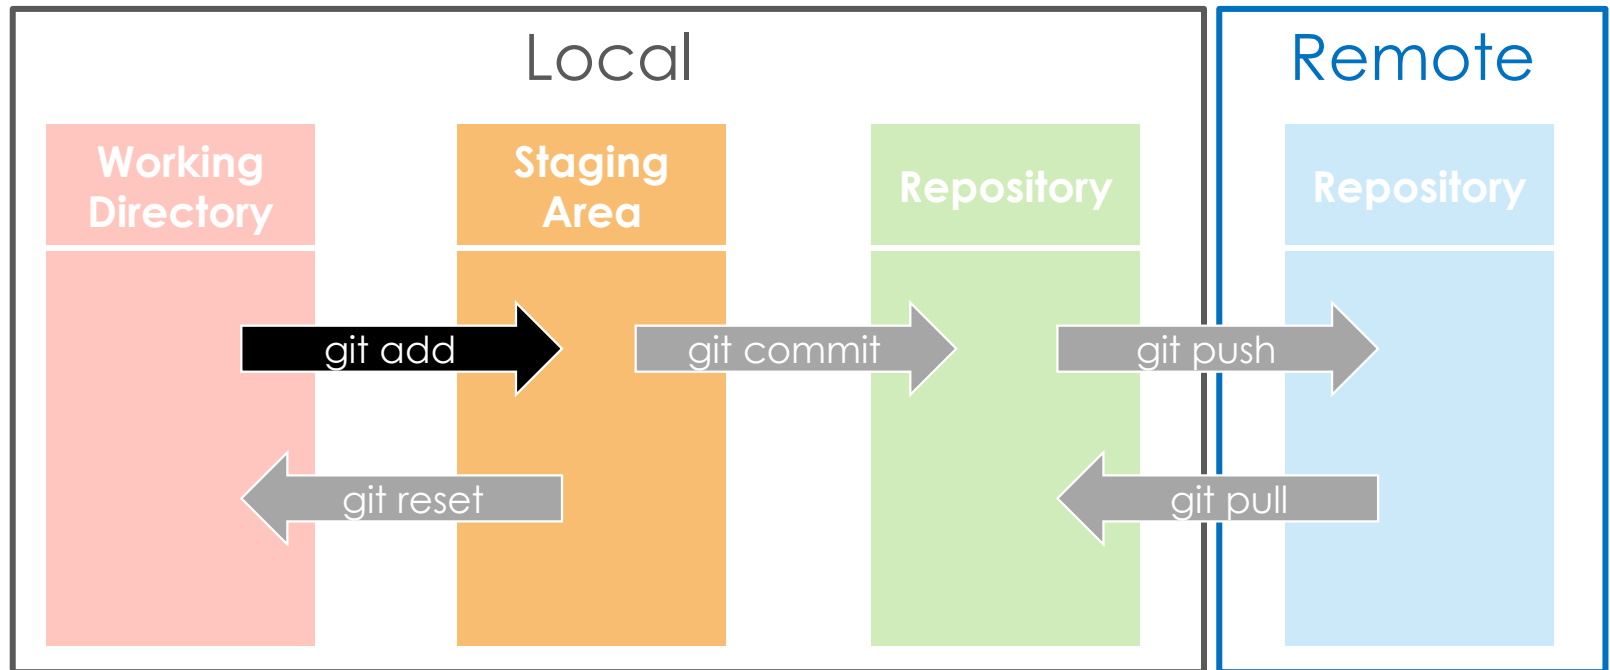 Local
Remote
Working
Directory
Staging
Area
Repository
Repository
git add
git commit
git push
git reset
git pull